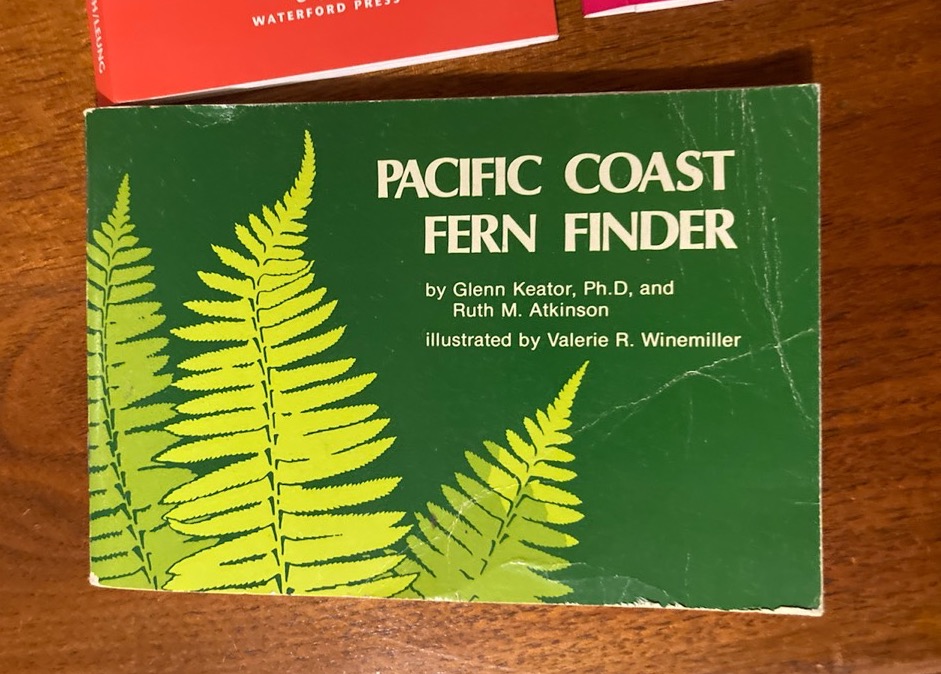 WATERFORD PRESS
PACIFIC COAST
FERN FINDER
by Glenn Keator, Ph.D, and
Ruth M. Atkinson
illustrated by Valerie R. Winemiller